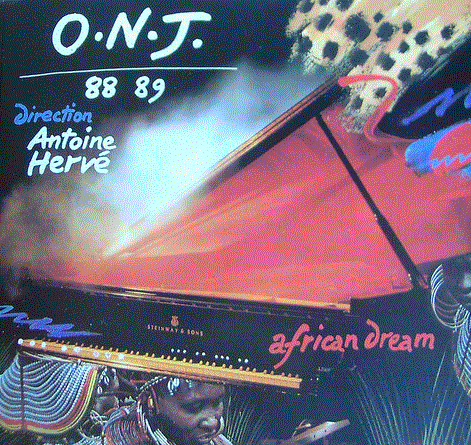 O.N.J.
88 89
direction
Antoine
Hervé
STEINWAY & SONS
african dream